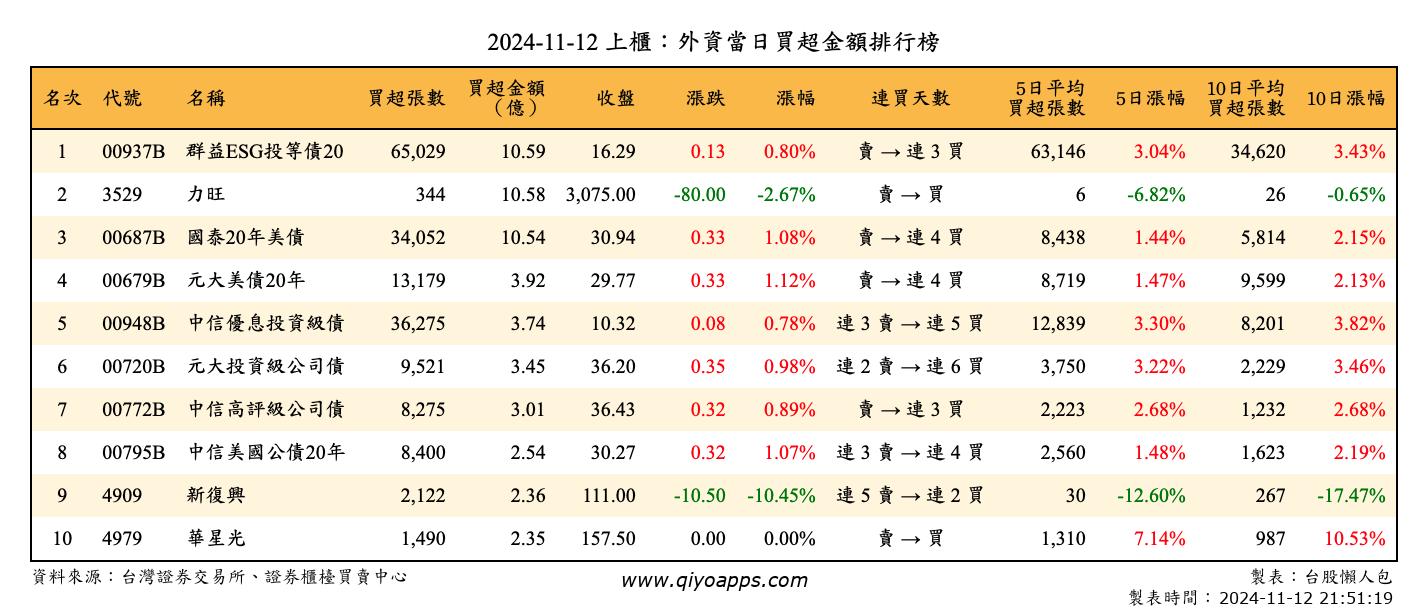 2024-11-12 上櫃：外資當日買超金額排行榜
名次 代號 名稱 買超張數 買超金額（億） 收盤 漲跌 漲幅 連買天數 5日平均買超張數 5日漲幅 10日平均買超張數 10日漲幅
1 00937B 群益ESG投等債20 65,029 10.59 16.29 0.13 0.80% 賣 → 連 3 買 63,146 3.04% 34,620 3.43%
2 3529 力旺 344 10.58 3,075.00 -80.00 -2.67% 賣 → 買 6 -6.82% 26 -0.65%
3 00687B 國泰20年美債 34,052 10.54 30.94 0.33 1.08% 賣 → 連 4 買 8,438 1.44% 5,814 2.15%
4 00679B 元大美債20年 13,179 3.92 29.77 0.33 1.12% 賣 → 連 4 買 8,719 1.47% 9,599 2.13%
5 00948B 中信優息投資級債 36,275 3.74 10.32 0.08 0.78% 連 3 賣 → 連 5 買 12,839 3.30% 8,201 3.82%
6 00720B 元大投資級公司債 9,521 3.45 36.20 0.35 0.98% 連 2 賣 → 連 6 買 3,750 3.22% 2,229 3.46%
7 00772B 中信高評級公司債 8,275 3.01 36.43 0.32 0.89% 賣 → 連 3 買 2,223 2.68% 1,232 2.68%
8 00795B 中信美國公債20年 8,400 2.54 30.27 0.32 1.07% 連 3 賣 → 連 4 買 2,560 1.48% 1,623 2.19%
9 4909 新復興 2,122 2.36 111.00 -10.50 -10.45% 連 5 賣 → 連 2 買 30 -12.60% 267 -17.47%
10 4979 華星光 1,490 2.35 157.50 0.00 0.00% 賣 → 買 1,310 7.14% 987 10.53%
資料來源：台灣證券交易所、證券櫃檯買賣中心 www.qiyoapps.com 製表：台股懶人包
製表時間：2024-11-12 21:51:19